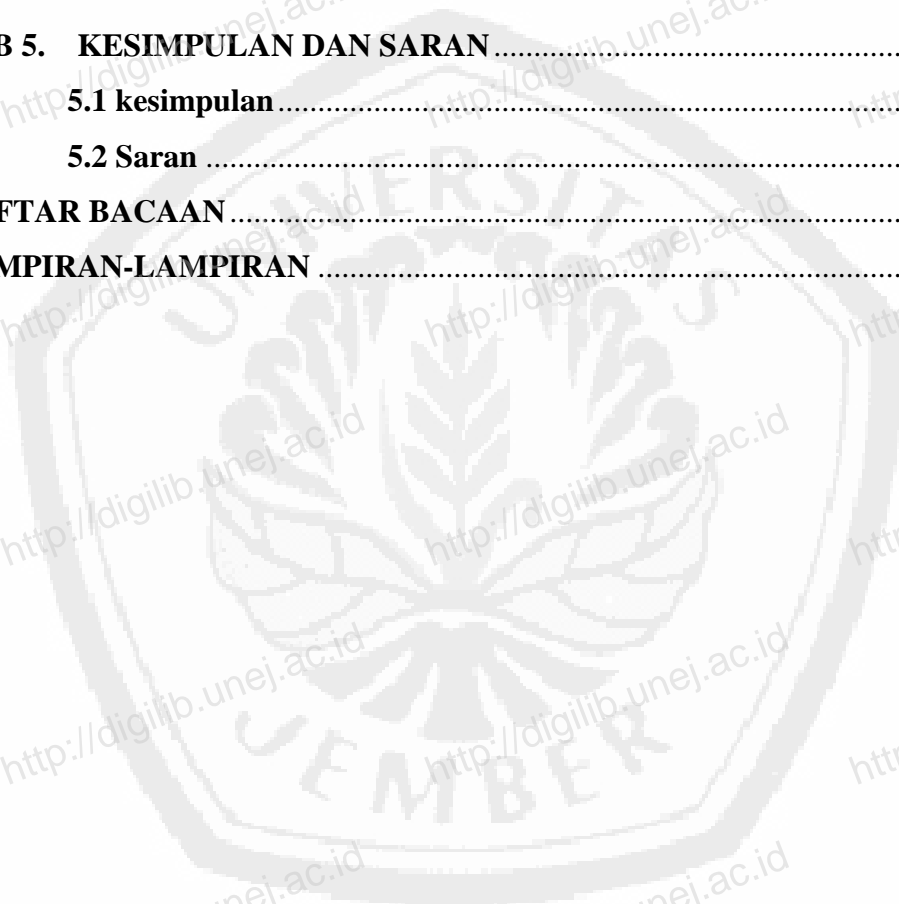 B 5. KESIMPULAN DAN SARAN
5.1 kesimpulan
5.2 Saran
FTAR BACAAN
MPIRAN-LAMPIRAN
UNIVERSITAS
JEMBER
http://digilib.unej.ac.id
http://digilib.unej.ac.id
http://digilib.unej.ac.id
http://digilib.unej.ac.id
http://digilib.unej.ac.id
http://digilib.unej.ac.id
http://digilib.unej.ac.id
http://digilib.unej.ac.id